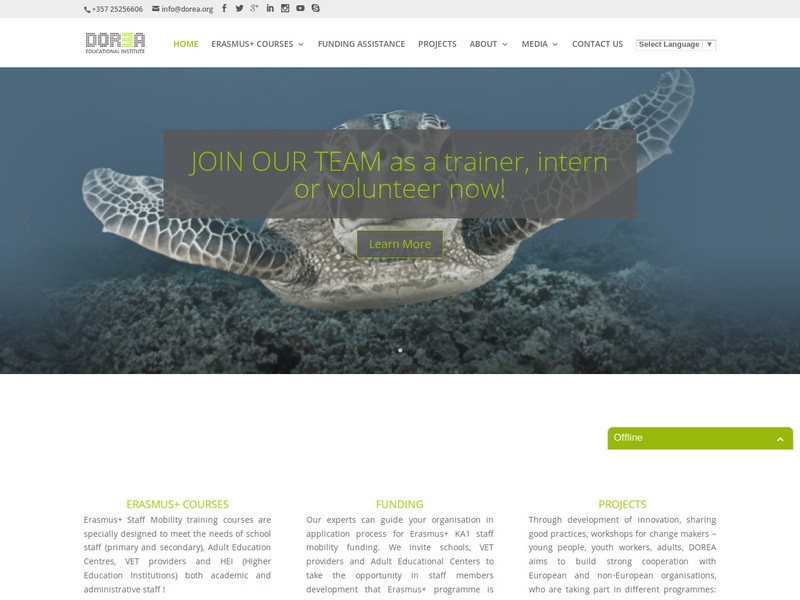 +357 25256606 info@dorea.org
DOREA
EDUCATIONAL INSTITUTE
HOME ERASMUS+ COURSES FUNDING ASSISTANCE PROJECTS ABOUT MEDIA CONTACT US Select Language ▼
JOIN OUR TEAM as a trainer, intern
or volunteer now!
Learn More
Offline
ERASMUS+ COURSES
Erasmus+ Staff Mobility training courses are
specially designed to meet the needs of school
staff (primary and secondary), Adult Education
Centres, VET providers and HEI (Higher
Education Institutions) both academic and
administrative staff !
FUNDING
Our experts can guide your organisation in
application process for Erasmus+ KA1 staff
mobility funding. We invite schools, VET
providers and Adult Educational Centers to
take the opportunity in staff members
development that Erasmus+ programme is
PROJECTS
Through development of innovation, sharing
good practices, workshops for change makers –
young people, youth workers, adults, DOREA
aims to build strong cooperation with
European and non-European organisations,
who are taking part in different programmes: